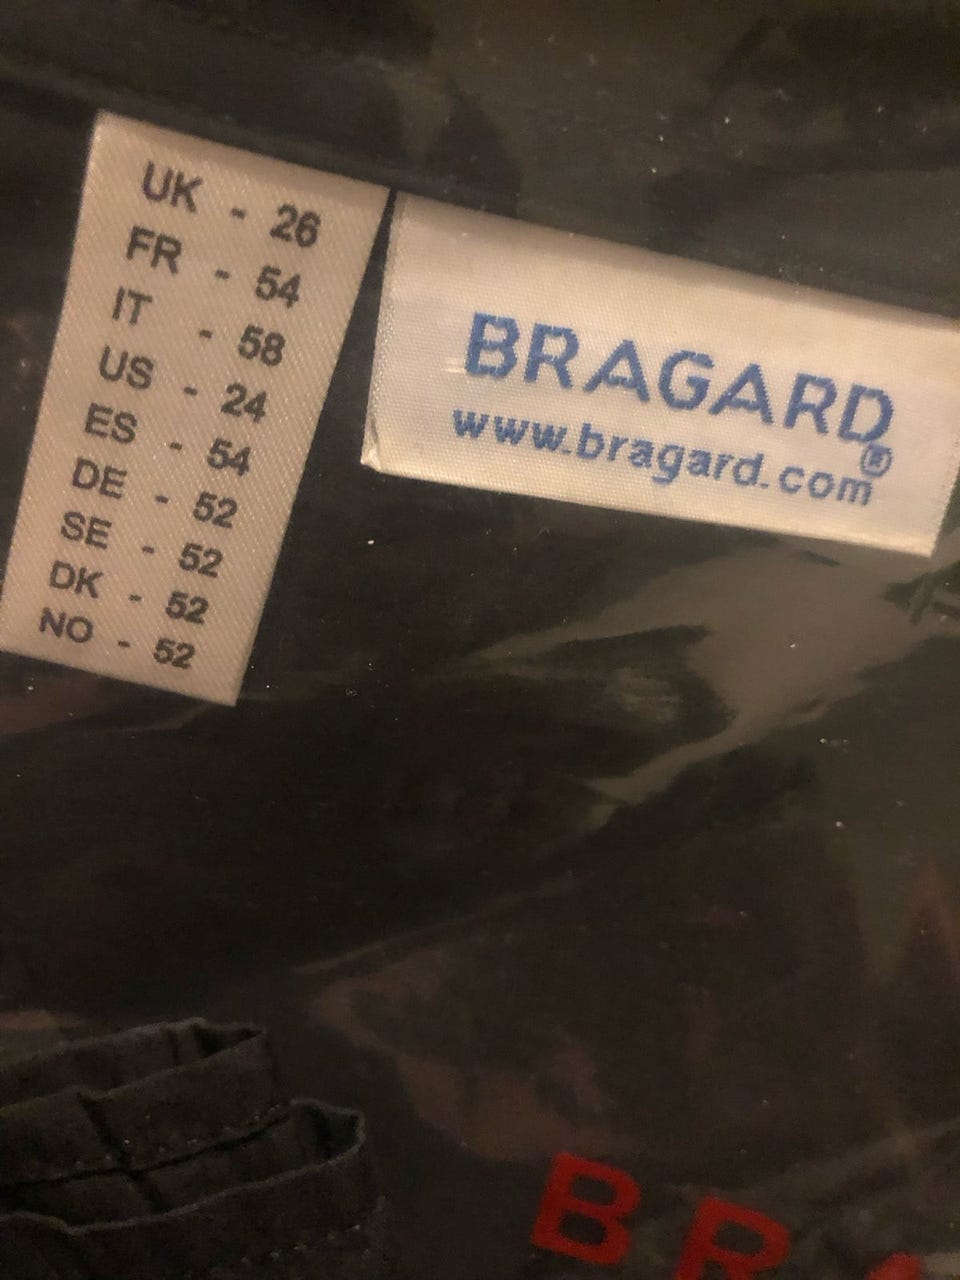 UK - 26
FR - 54
IT - 58
US - 24
ES - 54
DE - 52
SE - 52
DK - 52
NO - 52
BRAGARD®
www.bragard.com
BRA